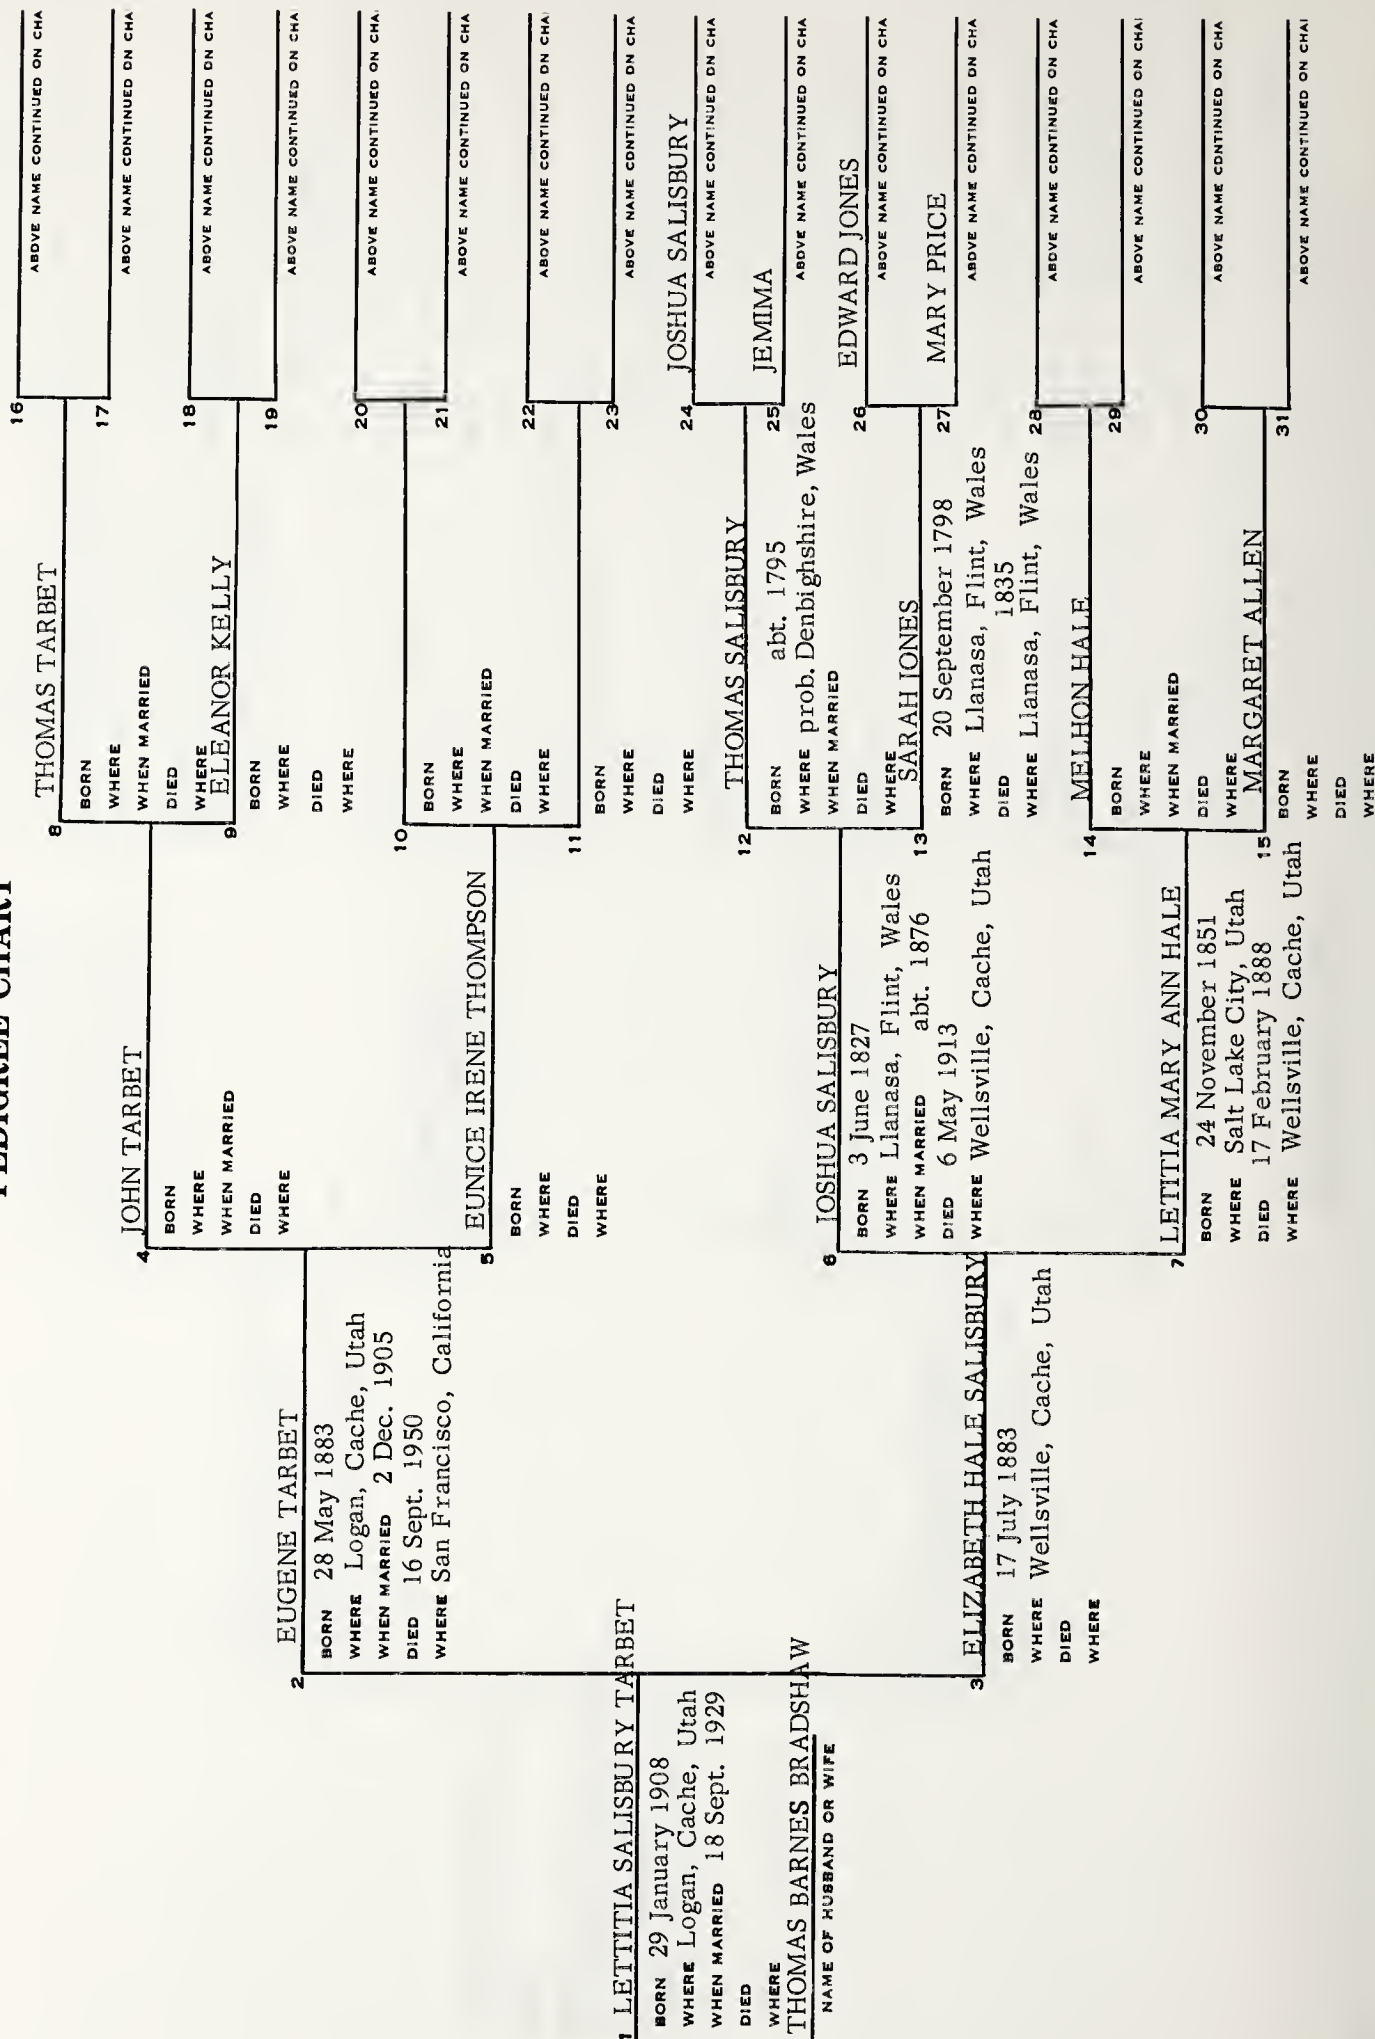 PEDIGREE CHART
1 LETTITIA SALISBURY TARBET
BORN 29 January 1908
WHERE Logan, Cache, Utah
WHEN MARRIED 18 Sept. 1929
DIED
WHERE
THOMAS BARNES BRADSHAW
NAME OF HUSBAND OR WIFE
2
EUGENE TARBET
BORN 28 May 1883
WHERE Logan, Cache, Utah
WHEN MARRIED 2 Dec. 1905
DIED 16 Sept. 1950
WHERE San Francisco, California
3
ELIZABETH HALE SALISBURY
BORN 17 July 1883
WHERE Wellsville, Cache, Utah
DIED
WHERE
4
JOHN TARBET
BORN
WHERE
WHEN MARRIED
DIED
WHERE
5
EUNICE IRENE THOMPSON
BORN
WHERE
DIED
WHERE
6
JOSHUA SALISBURY
BORN 3 June 1827
WHERE Llanasa, Flint, Wales
WHEN MARRIED abt. 1876
DIED 6 May 1913
WHERE Wellsville, Cache, Utah
7
LETITIA MARY ANN HALE
BORN 24 November 1851
WHERE Salt Lake City, Utah
DIED 17 February 1888
WHERE Wellsville, Cache, Utah
8
THOMAS TARBET
BORN
WHERE
WHEN MARRIED
DIED
WHERE
9
ELEANOR KELLY
BORN
WHERE
DIED
WHERE
10
BORN
WHERE
WHEN MARRIED
DIED
WHERE
11
BORN
WHERE
DIED
WHERE
12
THOMAS SALISBURY
BORN abt. 1795
WHERE prob. Denbighshire, Wales
WHEN MARRIED
DIED
WHERE
13
SARAH JONES
BORN 20 September 1798
WHERE Llanasa, Flint, Wales
DIED 1835
WHERE Llanasa, Flint, Wales
14
MELHON HALE
BORN
WHERE
WHEN MARRIED
DIED
WHERE
15
MARGARET ALLEN
BORN
WHERE
DIED
WHERE
16
ABOVE NAME CONTINUED ON CHA
17
ABOVE NAME CONTINUED ON CHA
18
ABOVE NAME CONTINUED ON CHA
19
ABOVE NAME CONTINUED ON CHA
20
ABOVE NAME CONTINUED ON CHA
21
ABOVE NAME CONTINUED ON CHA
22
ABOVE NAME CONTINUED ON CHA
23
ABOVE NAME CONTINUED ON CHA
24
JOSHUA SALISBURY
ABOVE NAME CONTINUED ON CHA
25
JEMIMA
ABOVE NAME CONTINUED ON CHA
26
EDWARD JONES
ABOVE NAME CONTINUED ON CHA
27
MARY PRICE
ABOVE NAME CONTINUED ON CHA
28
ABOVE NAME CONTINUED ON CHA
29
ABOVE NAME CONTINUED ON CHA
30
ABOVE NAME CONTINUED ON CHA
31
ABOVE NAME CONTINUED ON CHA